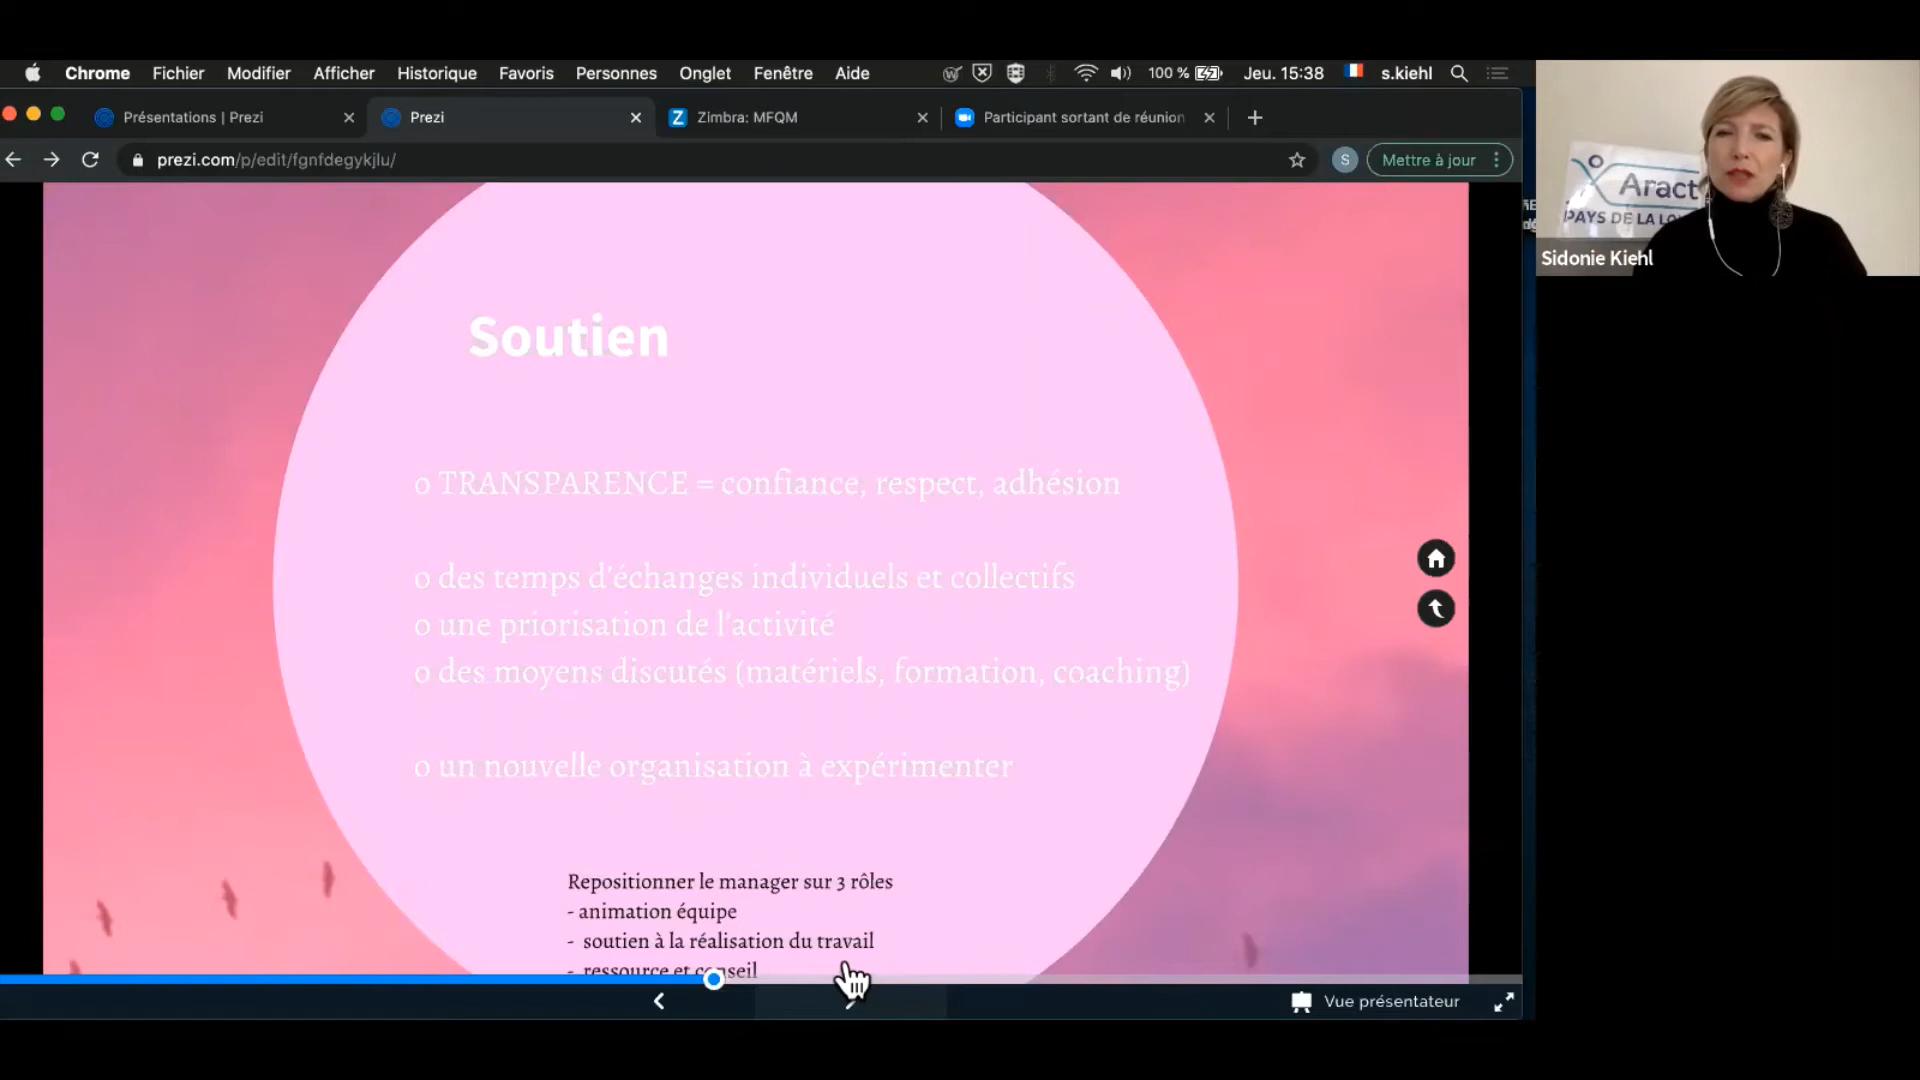 Chrome Fichier Modifier Afficher Historique Favoris Personnes Onglet Fenêtre Aide 100 % Jeu. 15:38 s.kiehl
Présentations | Prezi Prezi Zimbra: MFQM Participant sortant de réunion
prezi.com/p/edit/fgnfdegykjlu/ S Mettre à jour
Aract
PAYS DE LA
Sidonie Kiehl
Soutien
o TRANSPARENCE = confiance, respect, adhésion
o des temps d'échanges individuels et collectifs
o une priorisation de l'activité
o des moyens discutés (matériels, formation, coaching)
o un nouvelle organisation à expérimenter
Repositionner le manager sur 3 rôles
- animation équipe
- soutien à la réalisation du travail
- ressource et conseil
Vue présentateur